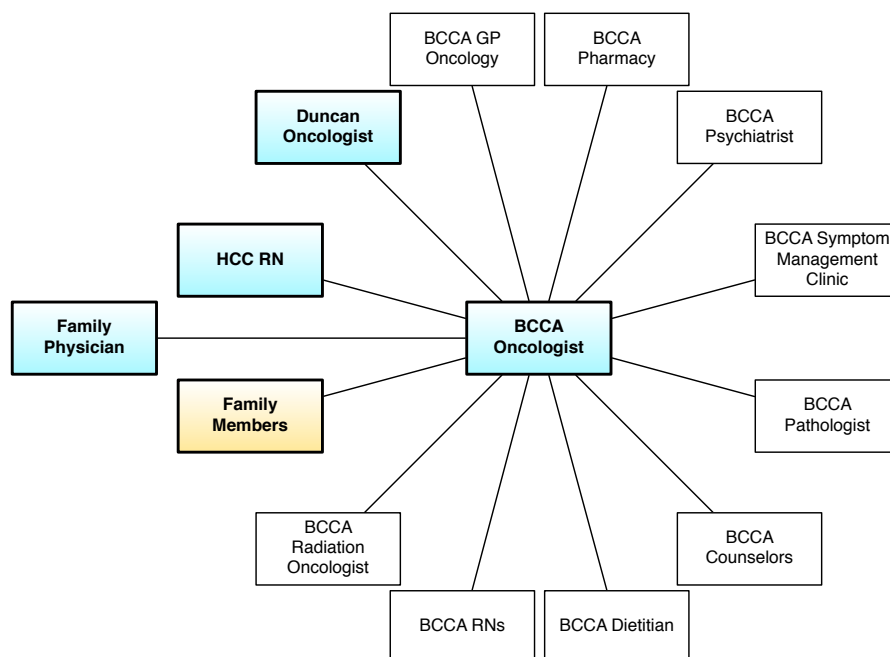 BCCA GP
Oncology
BCCA
Pharmacy
Duncan
Oncologist
BCCA
Psychiatrist
HCC RN
BCCA Symptom
Management
Clinic
Family
Physician
BCCA
Oncologist
Family
Members
BCCA
Pathologist
BCCA
Radiation
Oncologist
BCCA
Counselors
BCCA RNs
BCCA Dietitian